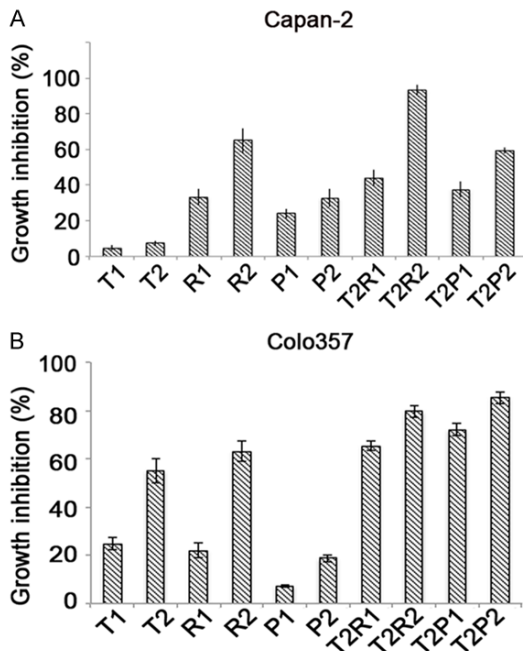 A
Capan-2
Growth inhibition (%)
100
80
60
40
20
0
T1 T2 R1 R2 P1 P2 T2R1 T2R2 T2P1 T2P2
B
Colo357
Growth inhibition (%)
100
80
60
40
20
0
T1 T2 R1 R2 P1 P2 T2R1 T2R2 T2P1 T2P2